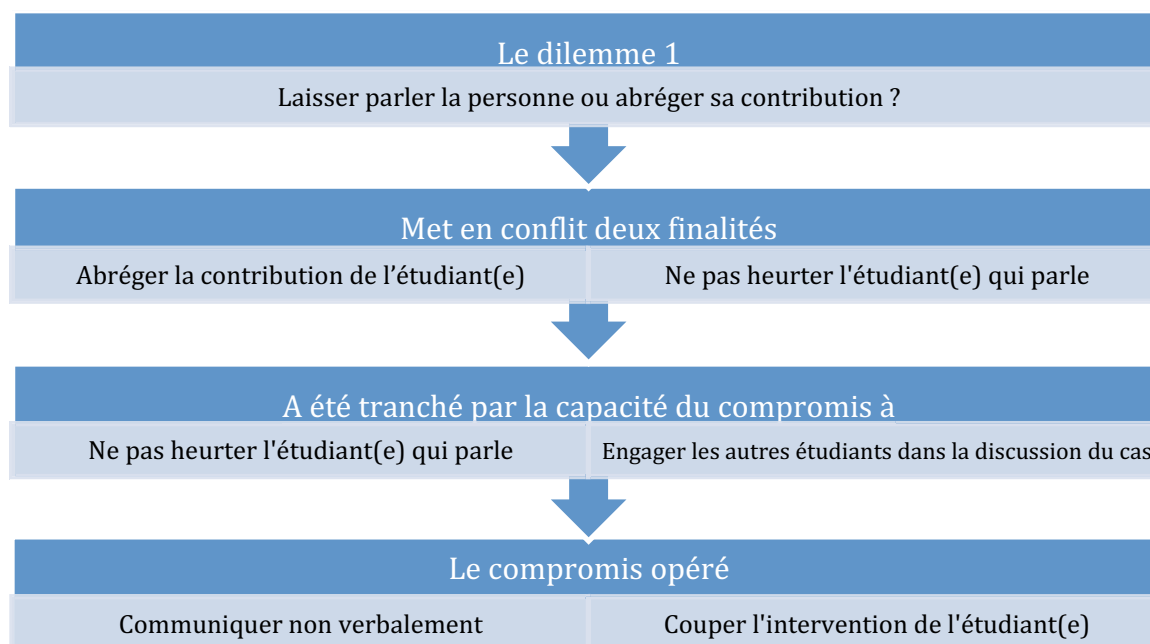 Le dilemme 1
Laisser parler la personne ou abréger sa contribution ?
Met en conflit deux finalités
Abréger la contribution de l’étudiant(e)
Ne pas heurter l'étudiant(e) qui parle
A été tranché par la capacité du compromis à
Ne pas heurter l'étudiant(e) qui parle
Engager les autres étudiants dans la discussion du cas
Le compromis opéré
Communiquer non verbalement
Couper l'intervention de l'étudiant(e)